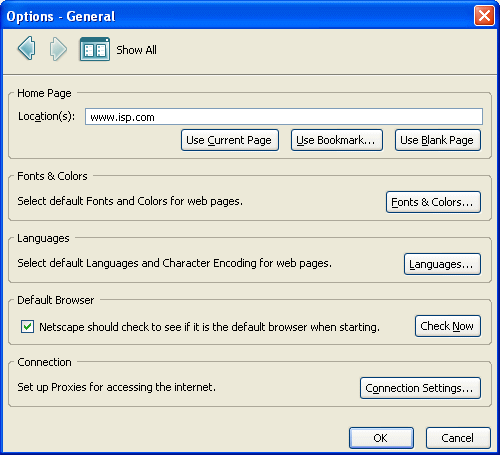 Options - General
Show All
Home Page
Location(s): www.isp.com
Use Current Page Use Bookmark... Use Blank Page
Fonts & Colors
Select default Fonts and Colors for web pages. Fonts & Colors...
Languages
Select default Languages and Character Encoding for web pages. Languages...
Default Browser
Netscape should check to see if it is the default browser when starting. Check Now
Connection
Set up Proxies for accessing the internet. Connection Settings...
OK Cancel